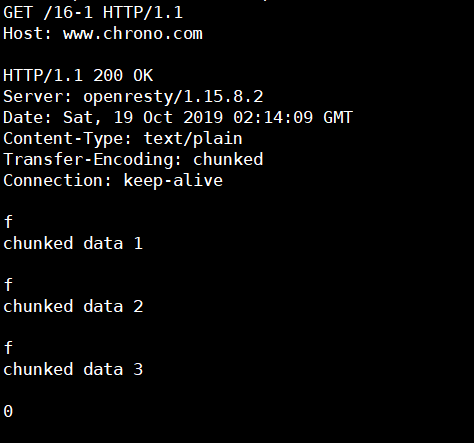 GET /16-1 HTTP/1.1
Host: www.chrono.com
HTTP/1.1 200 OK
Server: openresty/1.15.8.2
Date: Sat, 19 Oct 2019 02:14:09 GMT
Content-Type: text/plain
Transfer-Encoding: chunked
Connection: keep-alive
f
chunked data 1
f
chunked data 2
f
chunked data 3
0